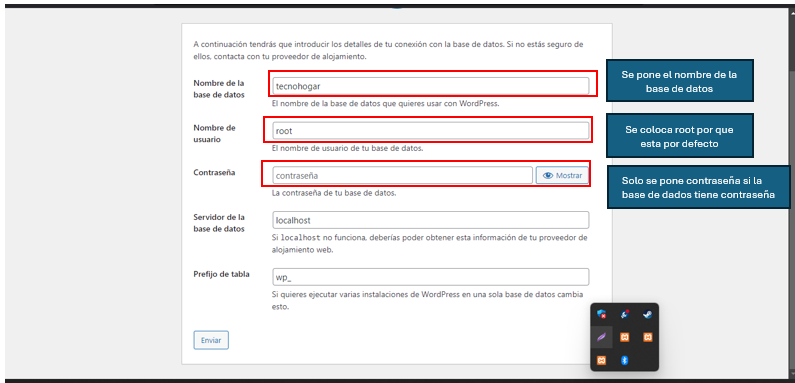 A continuación tendrás que introducir los detalles de tu conexión con la base de datos. Si no estás seguro de
ellos, contacta con tu proveedor de alojamiento.
Nombre de la
base de datos
tecnohogar
El nombre de la base de datos que quieres usar con WordPress.
Se pone el nombre de la
base de datos
Nombre de
usuario
root
El nombre de usuario de tu base de datos.
Se coloca root por que
esta por defecto
Contraseña
contraseña
Mostrar
La contraseña de tu base de datos.
Solo se pone contraseña si la
base de dados tiene contraseña
Servidor de la
base de datos
localhost
Si localhost no funciona, deberías poder obtener esta información de tu proveedor de
alojamiento web.
Prefijo de tabla
wp_
Si quieres ejecutar varias instalaciones de WordPress en una sola base de datos cambia
esto.
Enviar